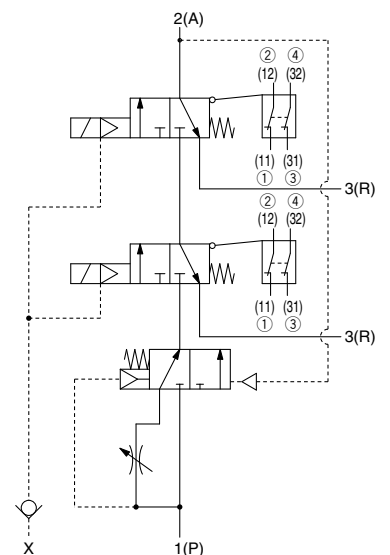 2(A)
② ④
(12) (32)
(11) (31)
① ③
3(R)
② ④
(12) (32)
(11) (31)
① ③
3(R)
X
1(P)